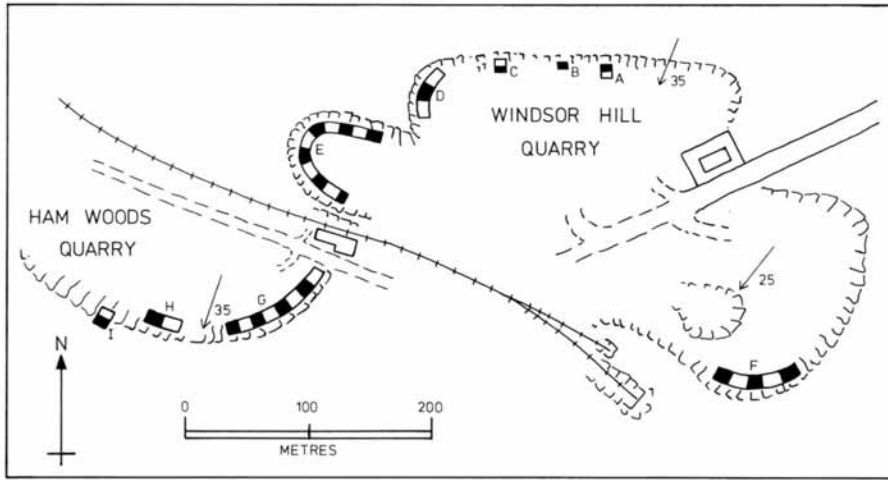 C
B
A
35
D
WINDSOR HILL
QUARRY
E
HAM WOODS
QUARRY
25
35
G
H
I
F
N
0
100
200
METRES